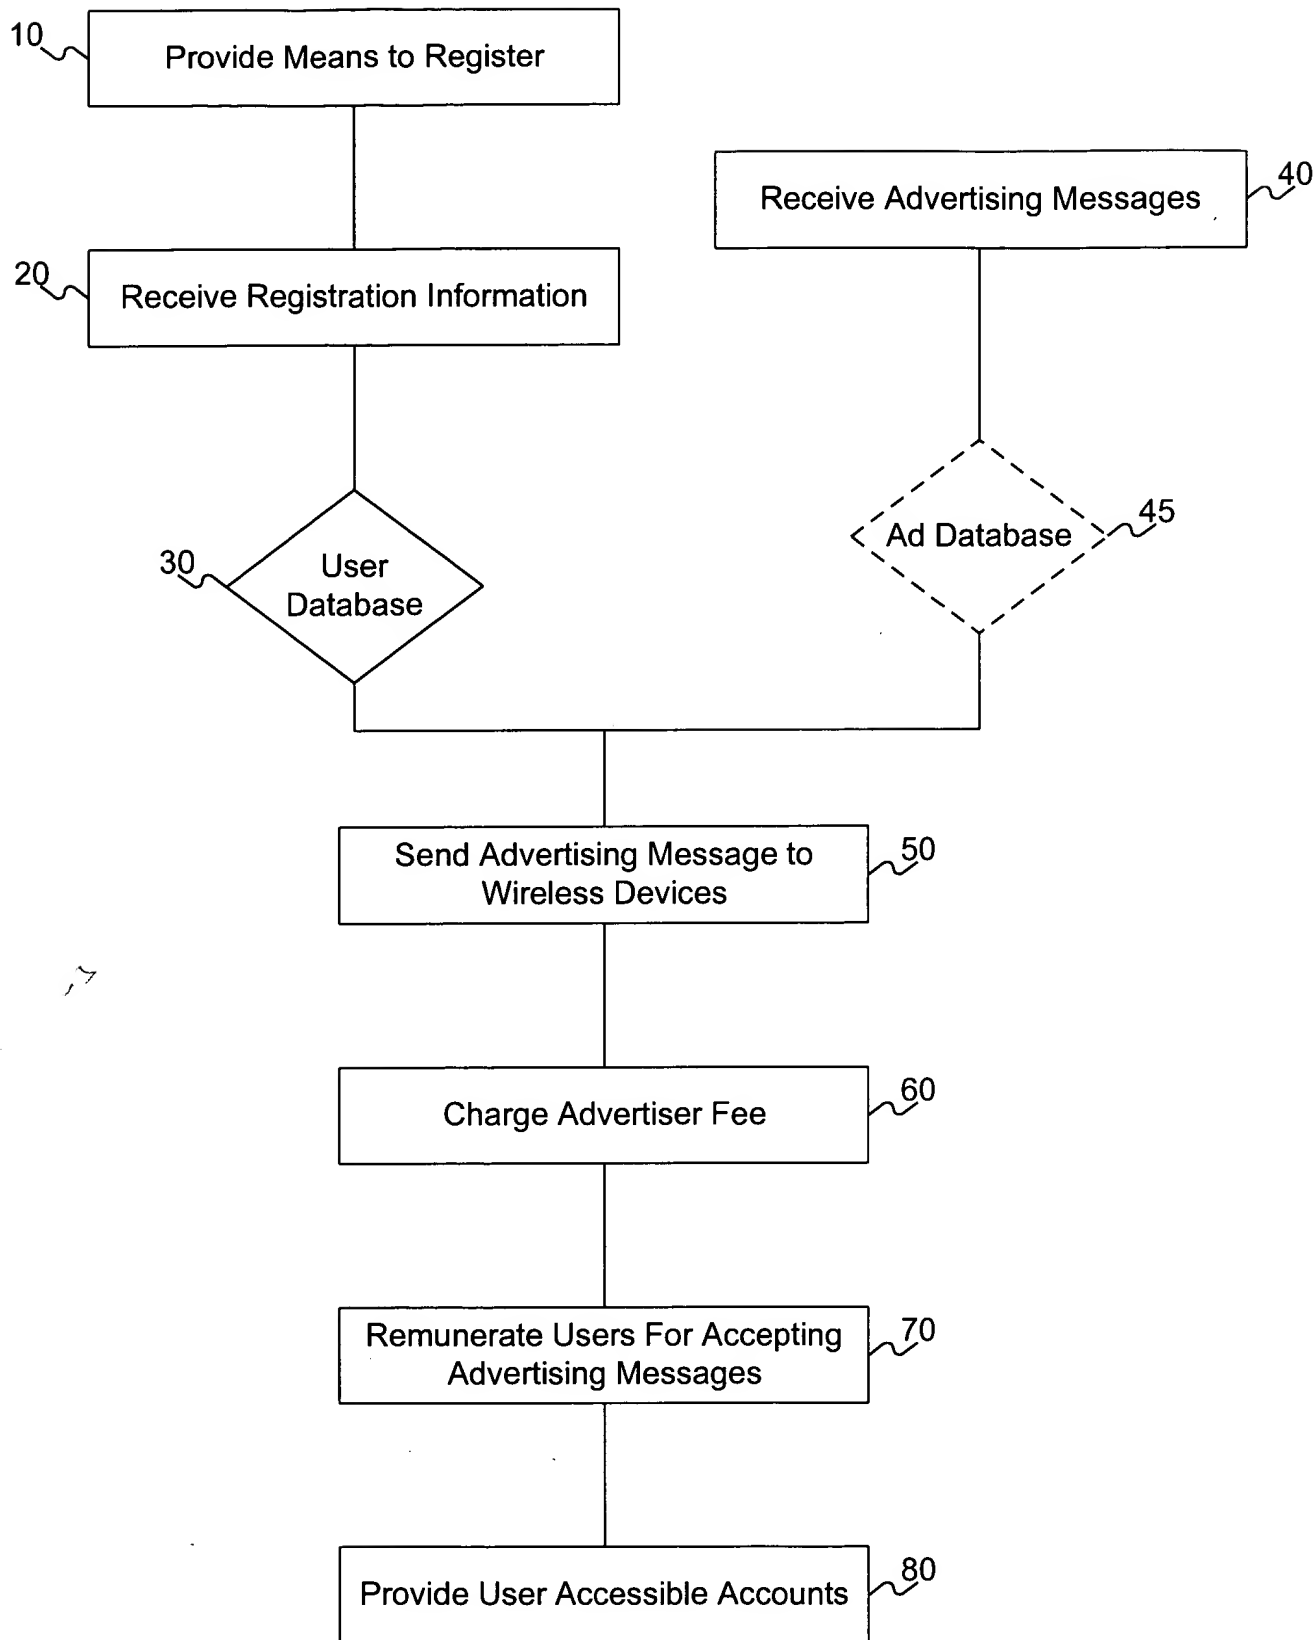 10
Provide Means to Register
Receive Advertising Messages
40
20
Receive Registration Information
30
User
Database
Ad Database
45
Send Advertising Message to
Wireless Devices
50
Charge Advertiser Fee
60
Remunerate Users For Accepting
Advertising Messages
70
Provide User Accessible Accounts
80